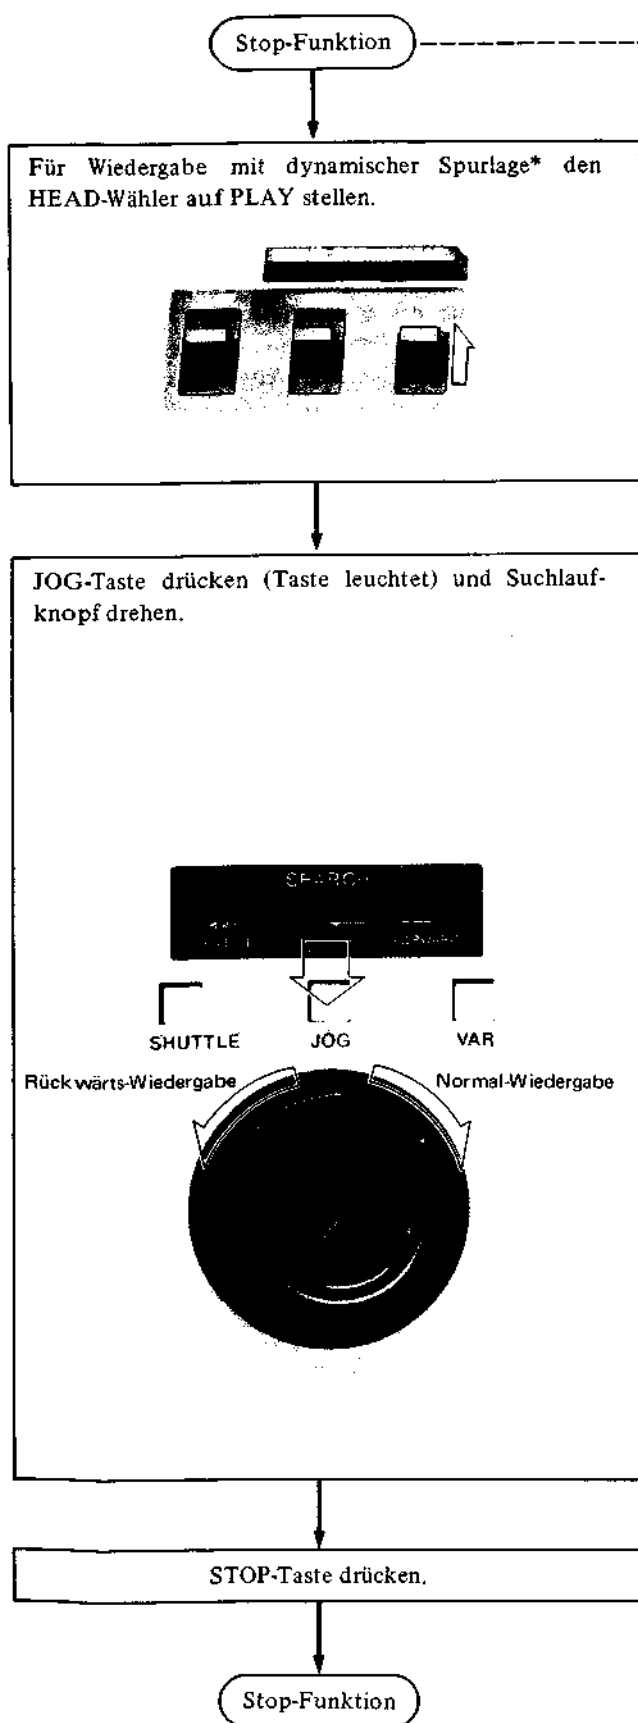 Stop-Funktion
Für Wiedergabe mit dynamischer Spurlage* den
HEAD-Wähler auf PLAY stellen.
JOG-Taste drücken (Taste leuchtet) und Suchlauf-
knopf drehen.
SEARCH
SHUTTLE JOG VAR
Rückwärts-Wiedergabe Normal-Wiedergabe
STOP-Taste drücken.
Stop-Funktion